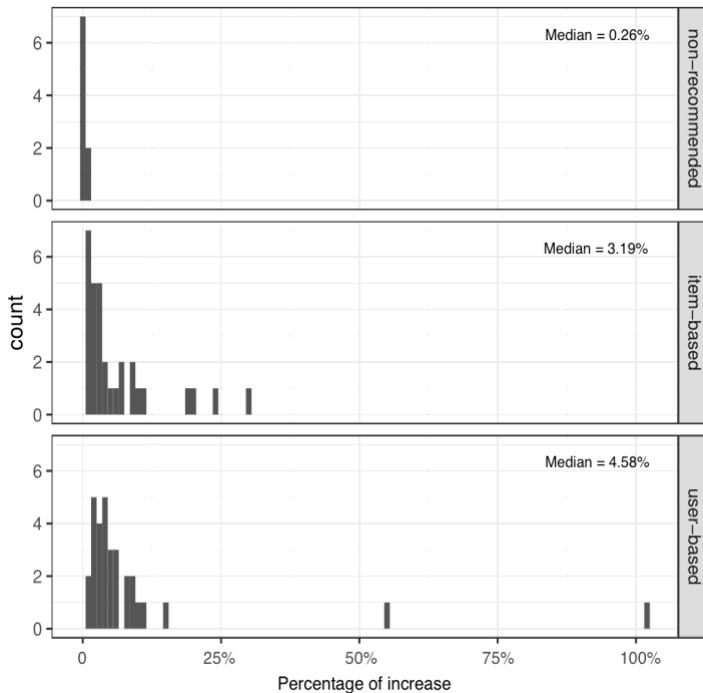 6
4
2
0
Median = 0.26%
non-recommended
6
4
2
0
Median = 3.19%
item-based
count
6
4
2
0
Median = 4.58%
user-based
0 25% 50% 75% 100%
Percentage of increase